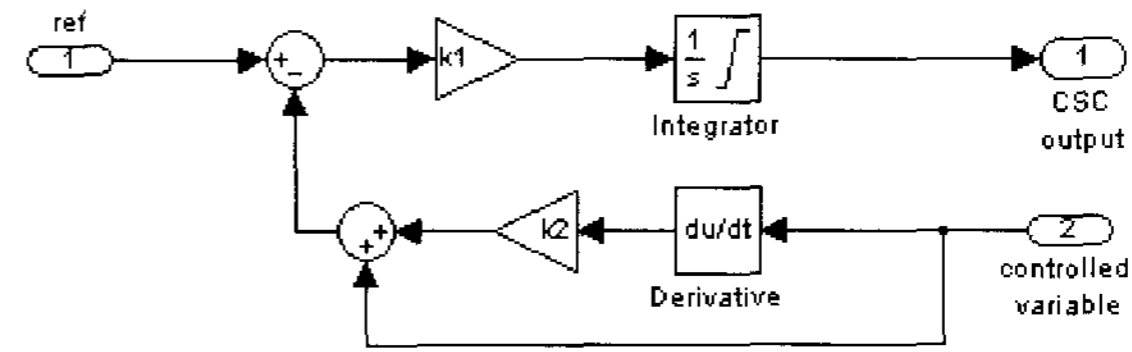 ref
1
+
−
k1
1
s
Integrator
1
CSC
output
+
+
k2
du/dt
Derivative
2
controlled
variable